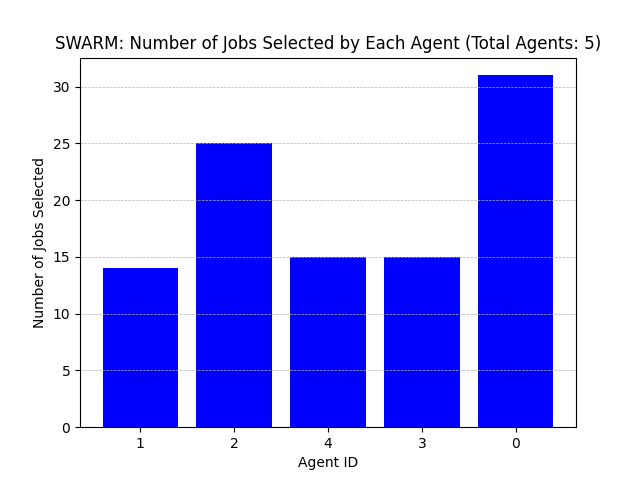 SWARM: Number of Jobs Selected by Each Agent (Total Agents: 5)
Number of Jobs Selected
30
25
20
15
10
5
0
1 2 4 3 0
Agent ID